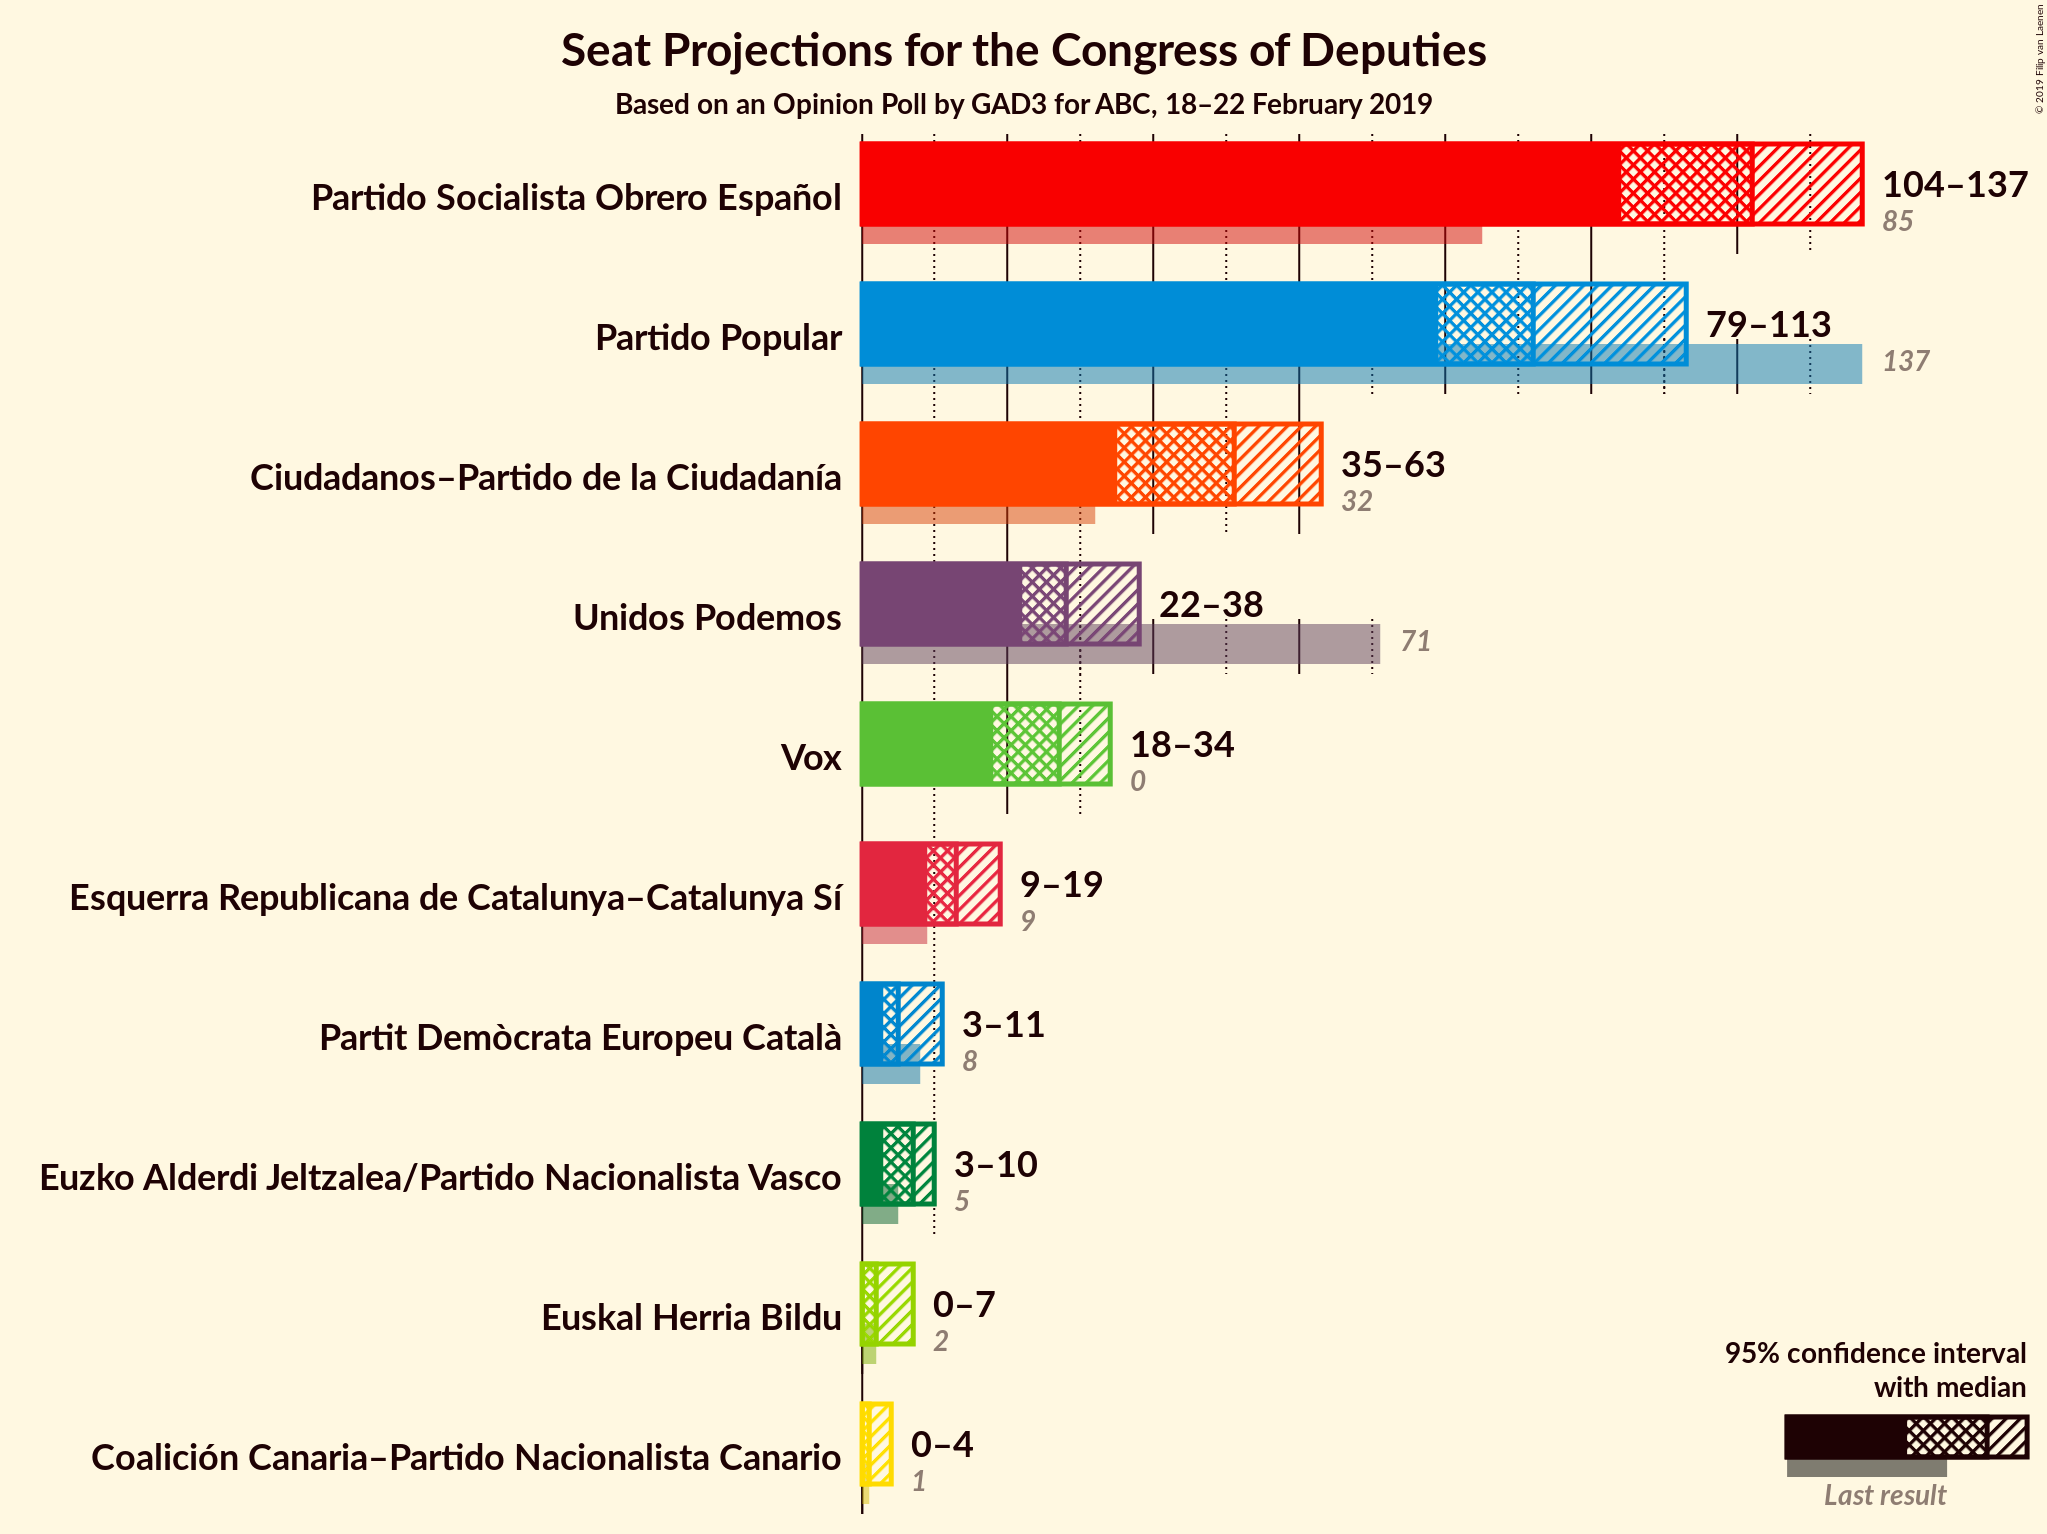 Seat Projections for the Congress of Deputies
Based on an Opinion Poll by GAD3 for ABC, 18–22 February 2019
© 2019 Filip van Laenen
Partido Socialista Obrero Español
104–137
85
Partido Popular
79–113
137
Ciudadanos–Partido de la Ciudadanía
35–63
32
Unidos Podemos
22–38
71
Vox
18–34
0
Esquerra Republicana de Catalunya–Catalunya Sí
9–19
9
Partit Demòcrata Europeu Català
3–11
8
Euzko Alderdi Jeltzalea/Partido Nacionalista Vasco
3–10
5
Euskal Herria Bildu
0–7
2
Coalición Canaria–Partido Nacionalista Canario
0–4
1
95% confidence interval
with median
Last result